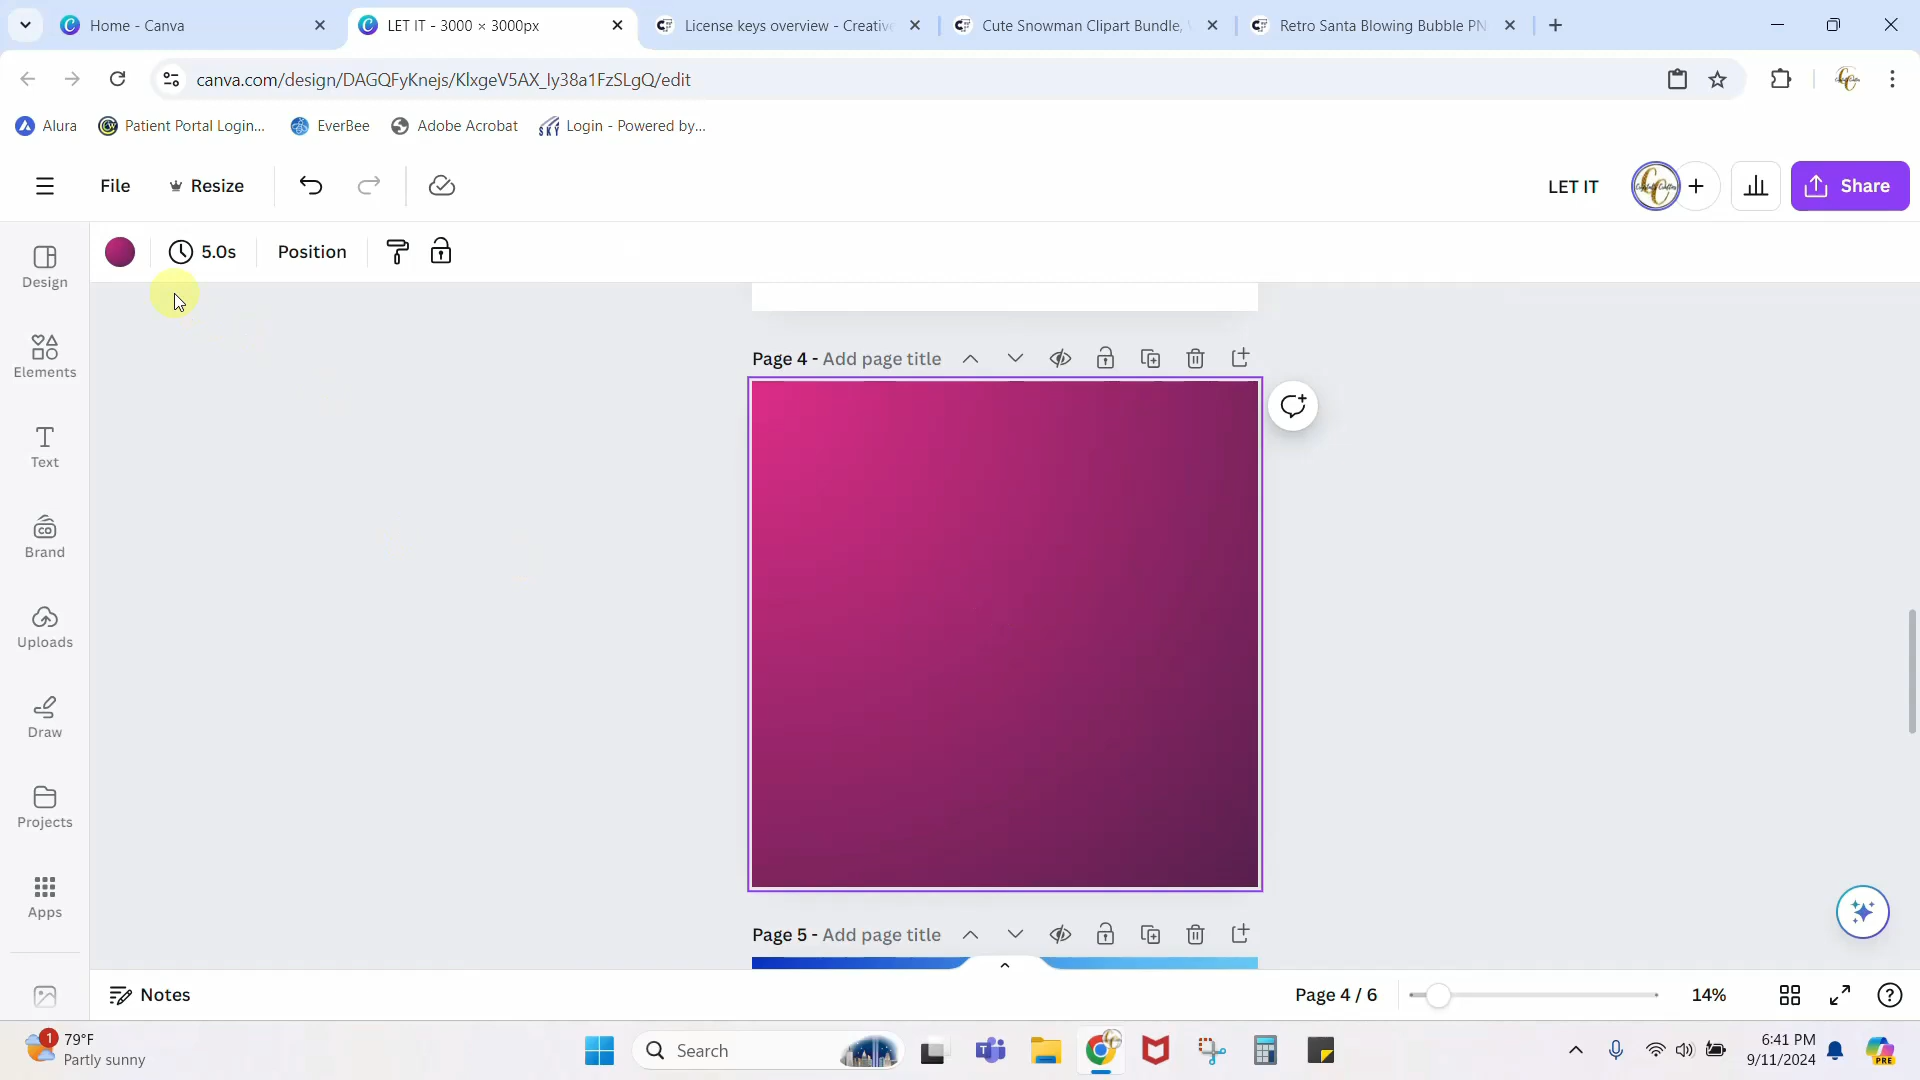 Home - Canva
LET IT - 3000 × 3000px
License keys overview - Creative
Cute Snowman Clipart Bundle,
Retro Santa Blowing Bubble PN
canva.com/design/DAGQFyKnejs/KlxgeV5AX_ly38a1FzSLgQ/edit
Alura
Patient Portal Login...
EverBee
Adobe Acrobat
Login - Powered by...
File
Resize
LET IT
Share
5.0s
Position
Design
Elements
Text
Brand
Uploads
Draw
Projects
Apps
Page 4 - Add page title
Page 5 - Add page title
Notes
Page 4 / 6
14%
1
79°F
Partly sunny
Search
6:41 PM
9/11/2024
PRE